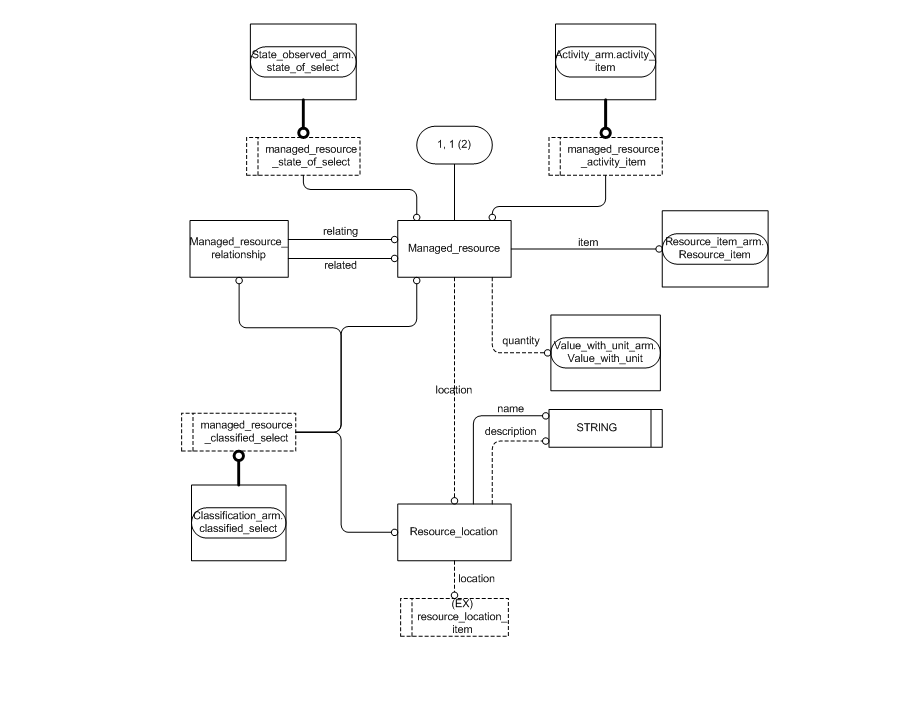 State_observed_arm.
state_of_select
Activity_arm.activity_
item
managed_resource
_state_of_select
1, 1 (2)
managed_resource
_activity_item
Managed_resource_
relationship
relating
related
Managed_resource
item
Resource_item_arm.
Resource_item
quantity
Value_with_unit_arm.
Value_with_unit
location
name
description
STRING
managed_resource
_classified_select
Classification_arm.
classified_select
Resource_location
location
(EX)
resource_location_
item